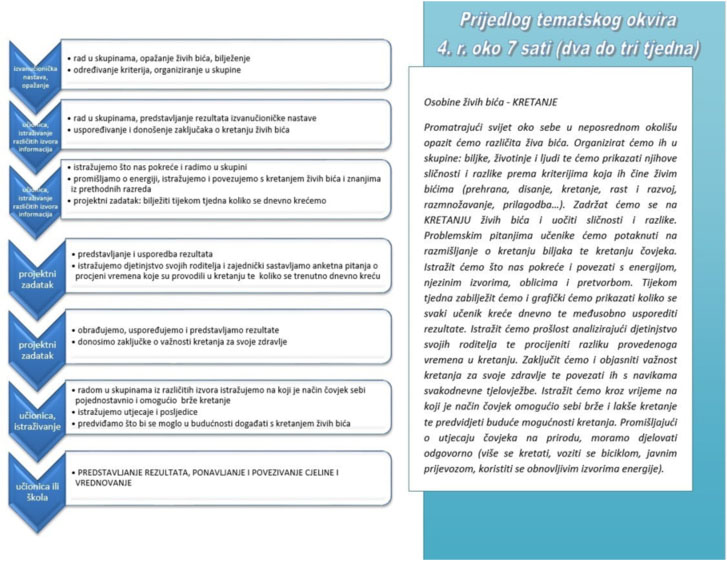 izvanučionička
nastava,
opažanje
• rad u skupinama, opažanje živih bića, bilježenje
• određivanje kriterija, organiziranje u skupine
učionica,
istraživanje
različitih izvora
informacija
• rad u skupinama, predstavljanje rezultata izvanučioničke nastave
• uspoređivanje i donošenje zaključaka o kretanju živih bića
učionica,
istraživanje
različitih izvora
informacija
• istražujemo što nas pokreće i radimo u skupini
• promišljamo o energiji, istražujemo i povezujemo s kretanjem živih bića i znanjima
iz prethodnih razreda
• projektni zadatak: bilježiti tijekom tjedna koliko se dnevno krećemo
projektni
zadatak
• predstavljanje i usporedba rezultata
• istražujemo djetinjstvo svojih roditelja i zajednički sastavljamo anketna pitanja o
procjeni vremena koje su provodili u kretanju te koliko se trenutno dnevno kreću
projektni
zadatak
• obrađujemo, uspoređujemo i predstavljamo rezultate
• donosimo zaključke o važnosti kretanja za svoje zdravlje
učionica,
istraživanje
• radom u skupinama iz različitih izvora istražujemo na koji je način čovjek sebi
pojednostavnio i omogućio brže kretanje
• istražujemo utjecaje i posljedice
• predviđamo što bi se moglo u budućnosti događati s kretanjem živih bića
učionica ili
škola
• PREDSTAVLJANJE REZULTATA, PONAVLJANJE I POVEZIVANJE CJELINE I
VREDNOVANJE
Prijedlog tematskog okvira
4. r. oko 7 sati (dva do tri tjedna)
Osobine živih bića - KRETANJE
Promatrajući svijet oko sebe u neposrednom okolišu
opazit ćemo različita živa bića. Organizirat ćemo ih u
skupine: biljke, životinje i ljudi te ćemo prikazati njihove
sličnosti i razlike prema kriterijima koja ih čine živim
bićima (prehrana, disanje, kretanje, rast i razvoj,
razmnožavanje, prilagodba...). Zadržat ćemo se na
KRETANJU živih bića i uočiti sličnosti i razlike.
Problemskim pitanjima učenike ćemo potaknuti na
razmišljanje o kretanju biljaka te kretanju čovjeka.
Istražit ćemo što nas pokreće i povezati s energijom,
njezinim izvorima, oblicima i pretvorbom. Tijekom
tjedna zabilježit ćemo i grafički ćemo prikazati koliko se
svaki učenik kreće dnevno te međusobno usporediti
rezultate. Istražit ćemo prošlost analizirajući djetinjstvo
svojih roditelja te procijeniti razliku provedenoga
vremena u kretanju. Zaključit ćemo i objasniti važnost
kretanja za svoje zdravlje te povezati ih s navikama
svakodnevne tjelovježbe. Istražit ćemo kroz vrijeme na
koji je način čovjek omogućio sebi brže i lakše kretanje
te predvidjeti buduće mogućnosti kretanja. Promišljajući
o utjecaju čovjeka na prirodu, moramo djelovati
odgovorno (više se kretati, voziti se biciklom, javnim
prijevozom, koristiti se obnovljivim izvorima energije).